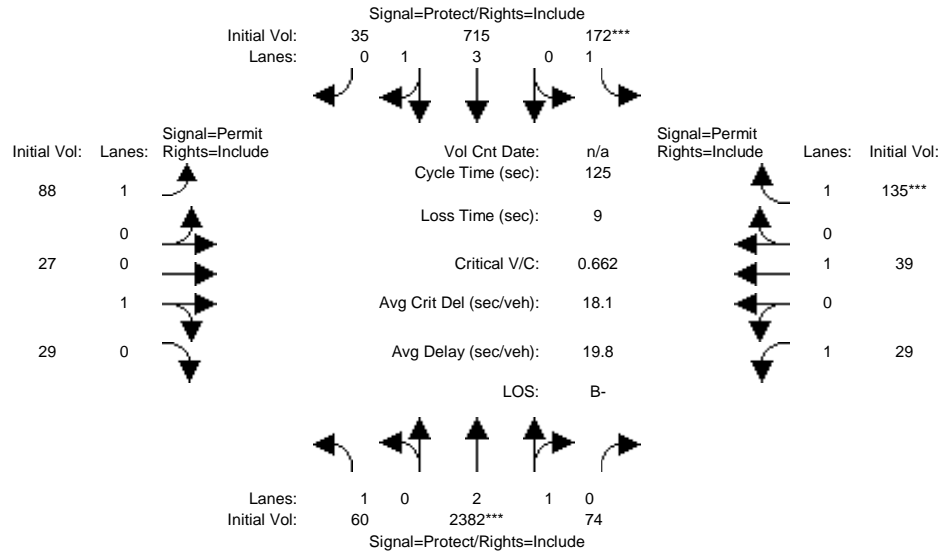 Signal=Protect/Rights=Include
Initial Vol: 35 715 172***
Lanes: 0 1 3 0 1
Signal=Permit Signal=Permit
Initial Vol: Lanes: Rights=Include Vol Cnt Date: n/a Rights=Include Lanes: Initial Vol:
Cycle Time (sec): 125
88 1 1 135***
Loss Time (sec): 9
0 0
27 0 Critical V/C: 0.662 1 39
1 Avg Crit Del (sec/veh): 18.1 0
29 0 Avg Delay (sec/veh): 19.8 1 29
LOS: B-
Lanes: 1 0 2 1 0
Initial Vol: 60 2382*** 74
Signal=Protect/Rights=Include